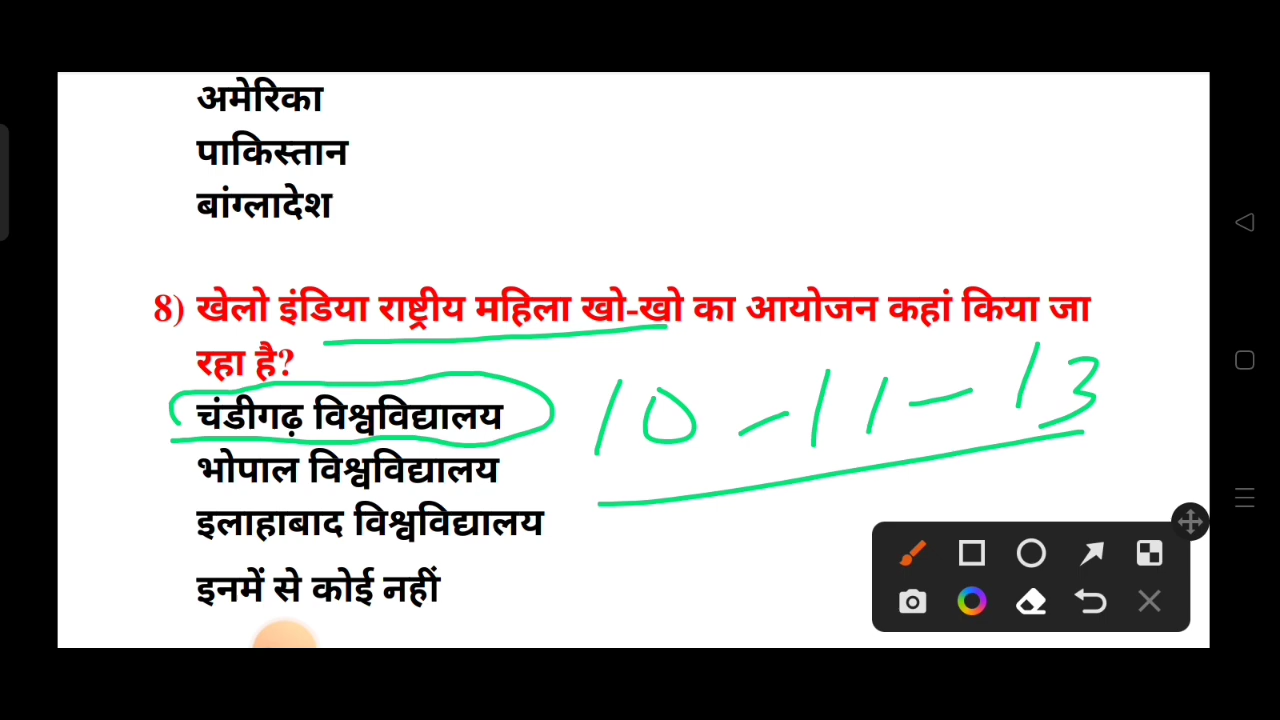 अमेरिका
पाकिस्तान
बांग्लादेश
8) खेलो इंडिया राष्ट्रीय महिला खो-खो का आयोजन कहां किया जा
रहा है?
चंडीगढ़ विश्वविद्यालय
10-11-13
भोपाल विश्वविद्यालय
इलाहाबाद विश्वविद्यालय
इनमें से कोई नहीं